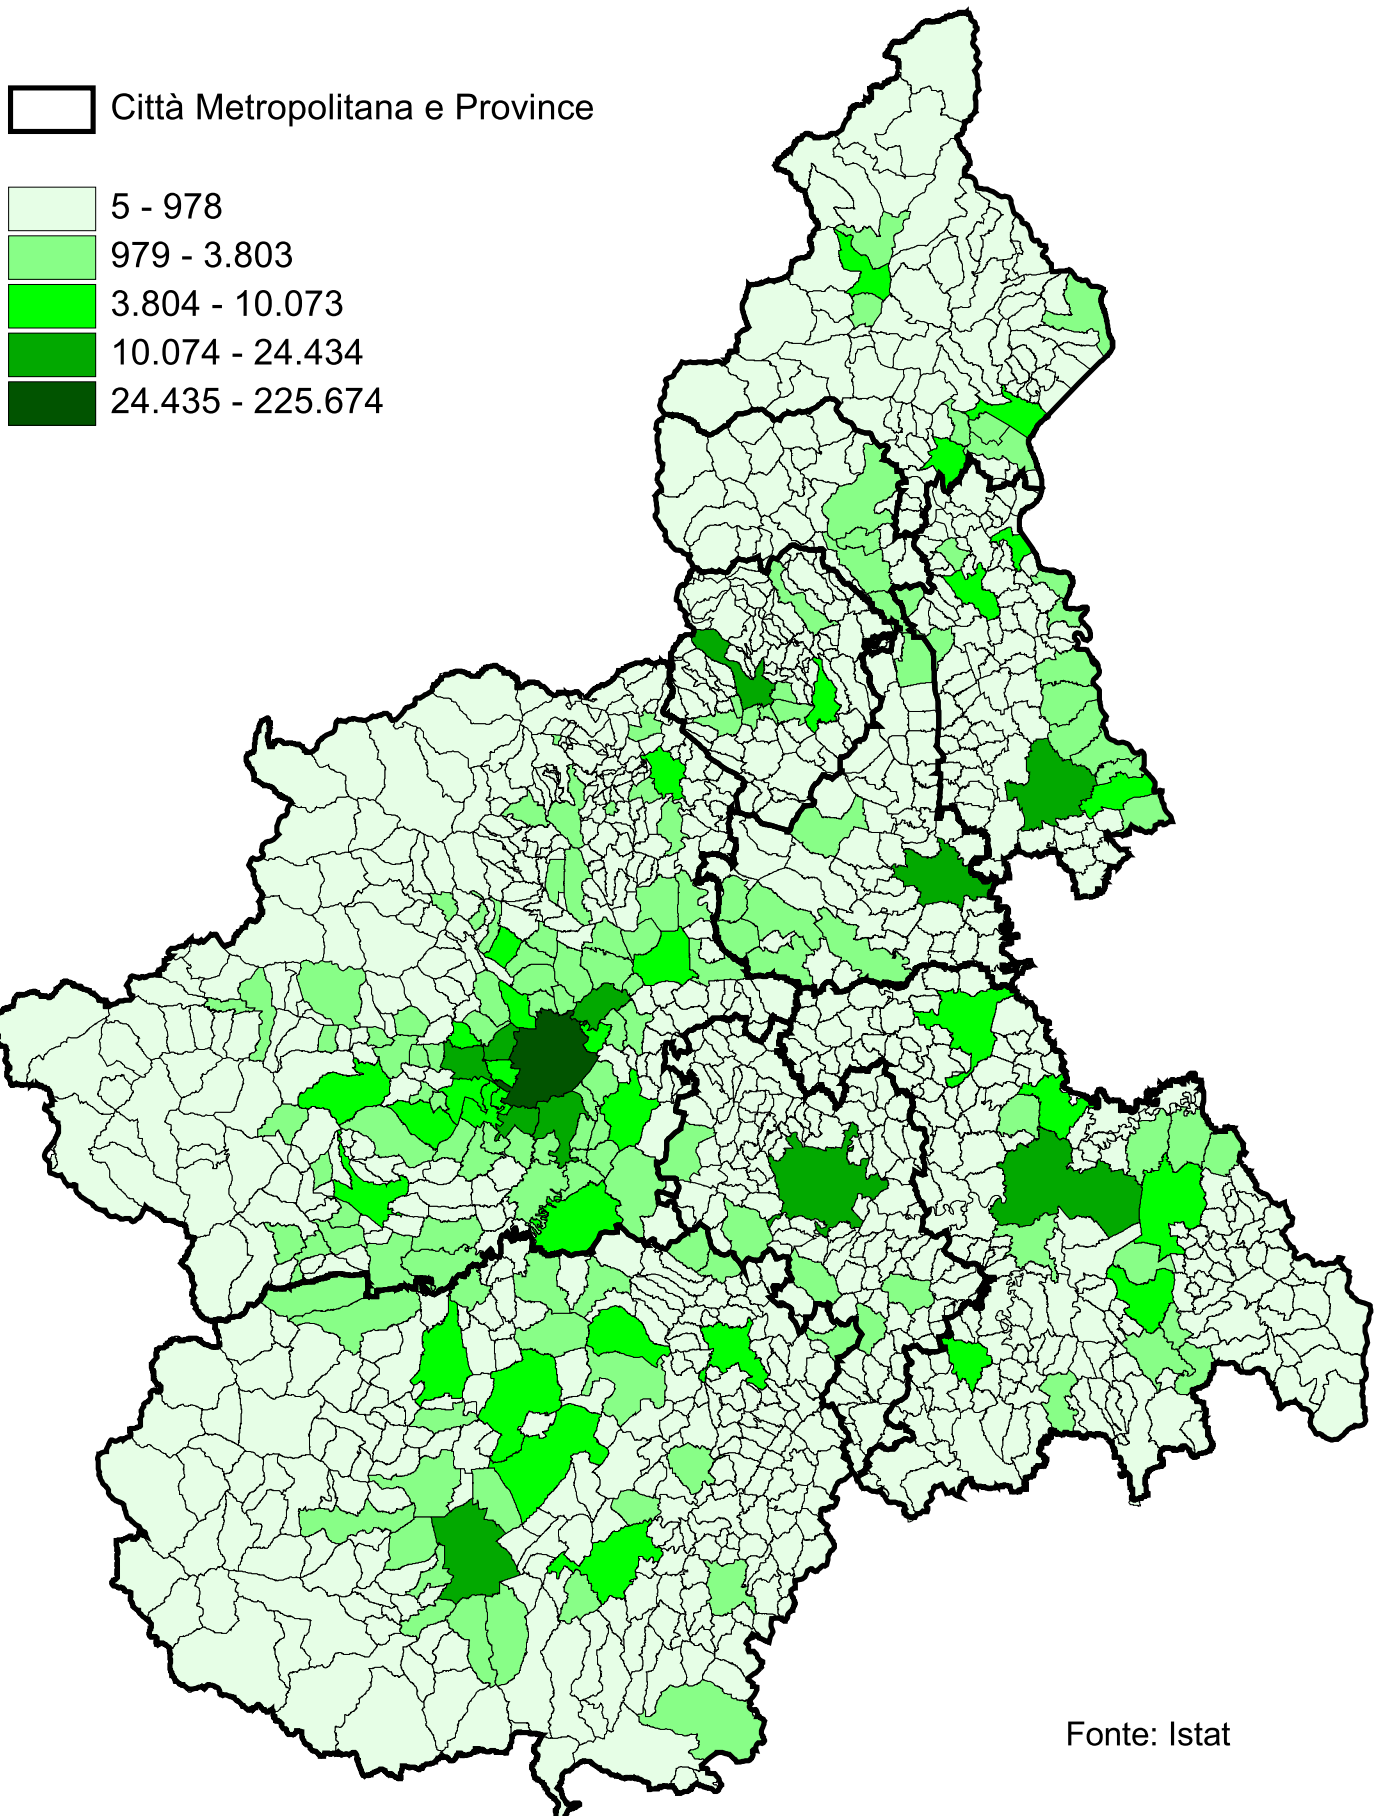 Città Metropolitana e Province
5 - 978
979 - 3.803
3.804 - 10.073
10.074 - 24.434
24.435 - 225.674
Fonte: Istat